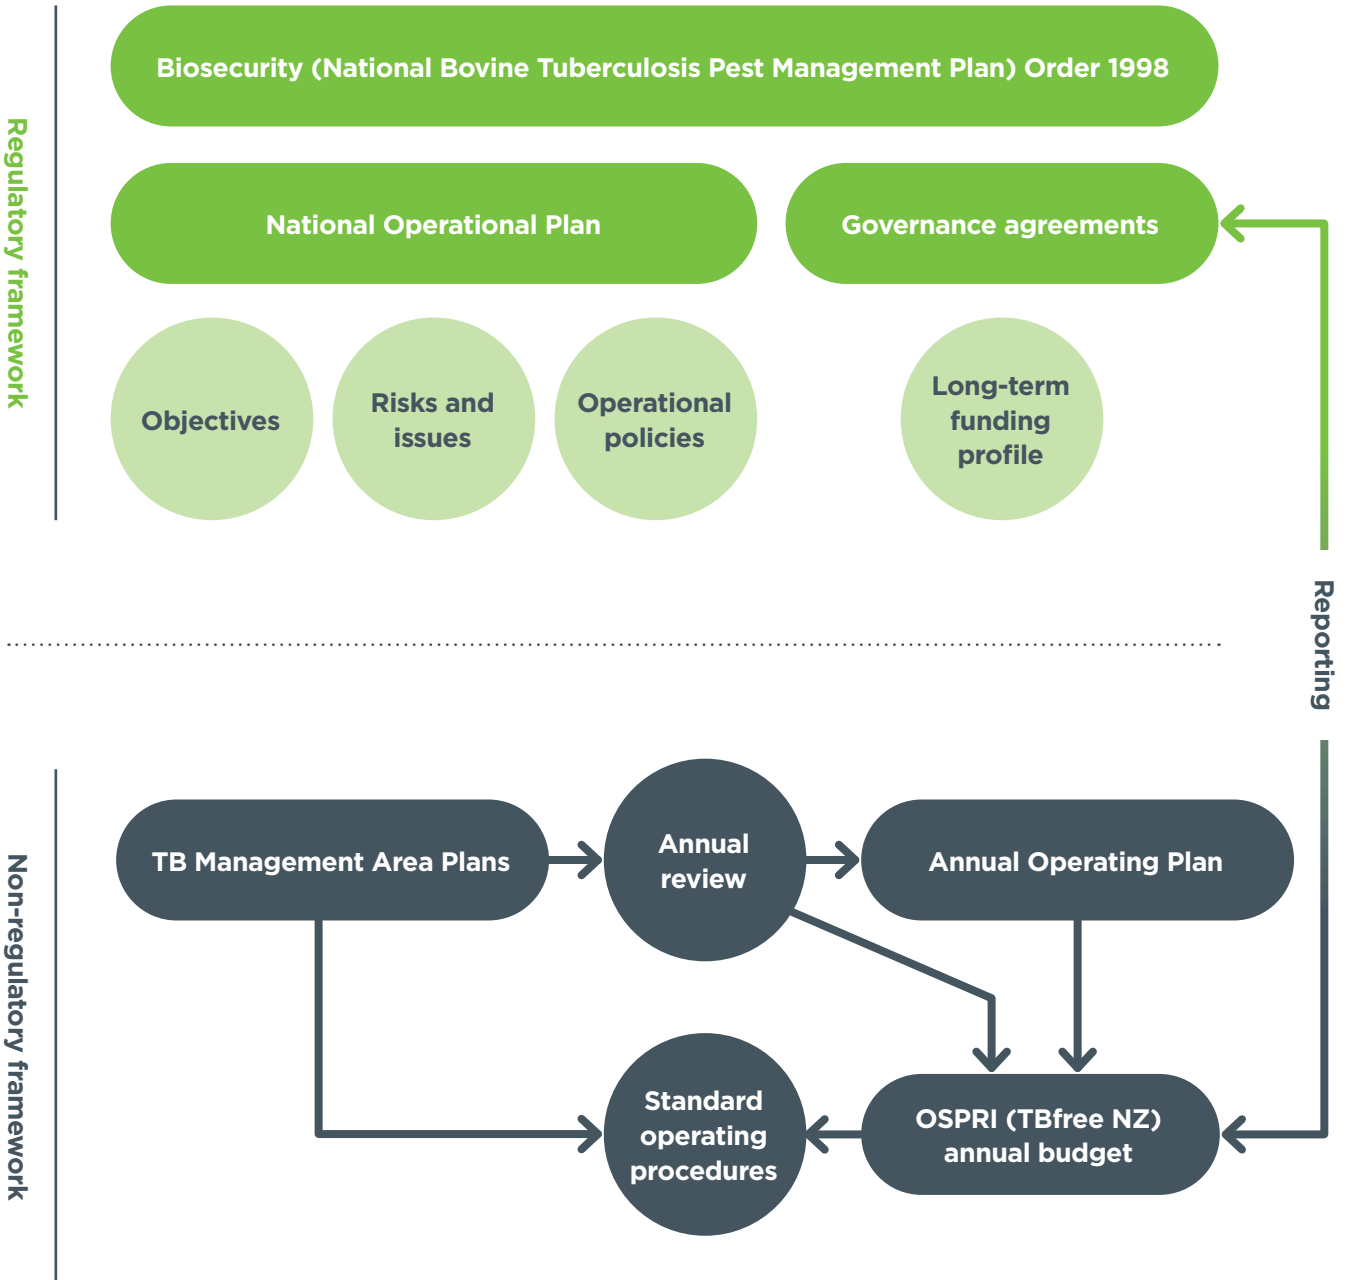 Regulatory framework
Biosecurity (National Bovine Tuberculosis Pest Management Plan) Order 1998
National Operational Plan
Governance agreements
Objectives
Risks and
issues
Operational
policies
Long-term
funding
profile
Reporting
Non-regulatory framework
TB Management Area Plans
Annual
review
Annual Operating Plan
Standard
operating
procedures
OSPRI (TBfree NZ)
annual budget